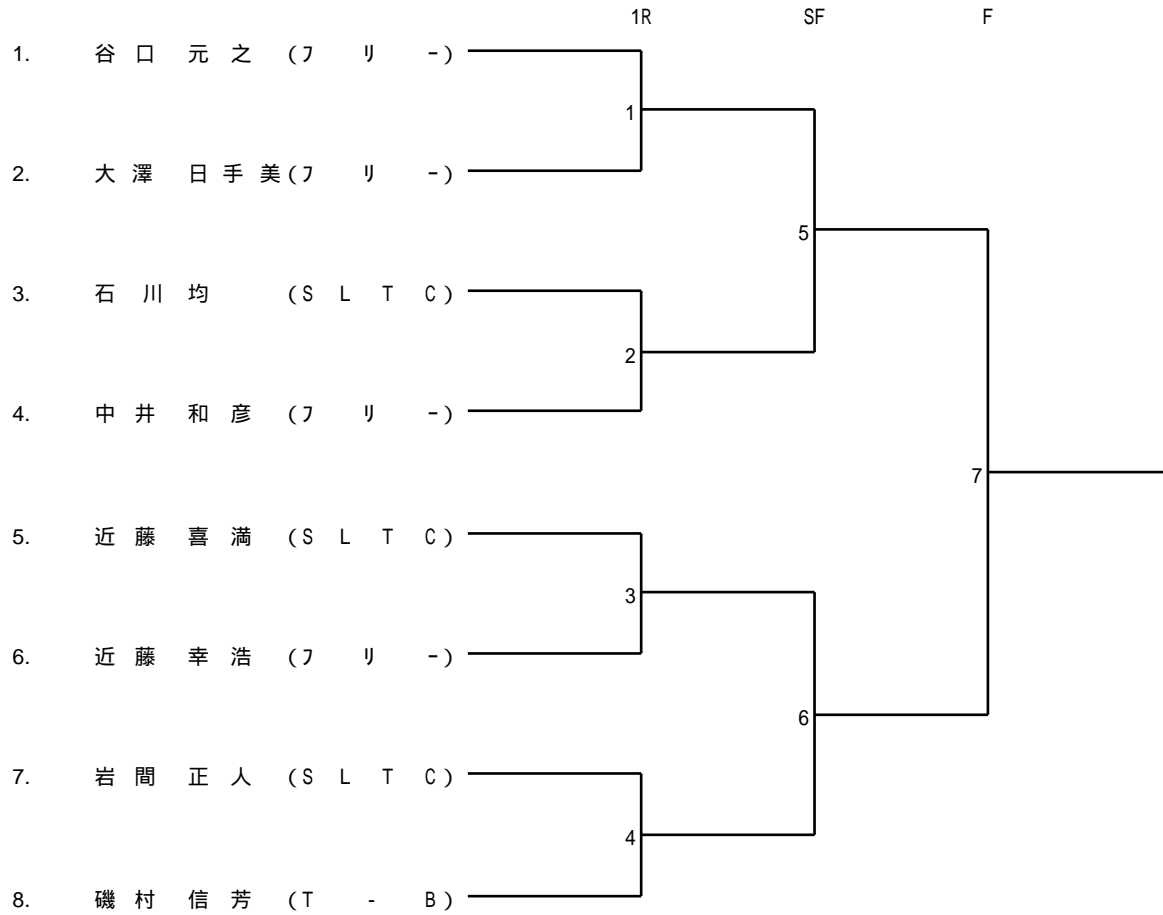 1R SF F
1. 谷口 元之 (フリー)
1
2. 大澤 日手美(フリー)
5
3. 石川均 (SLTC)
2
4. 中井 和彦 (フリー)
7
5. 近藤 喜満 (SLTC)
3
6. 近藤 幸浩 (フリー)
6
7. 岩間 正人 (SLTC)
4
8. 磯村 信芳 (T-B)